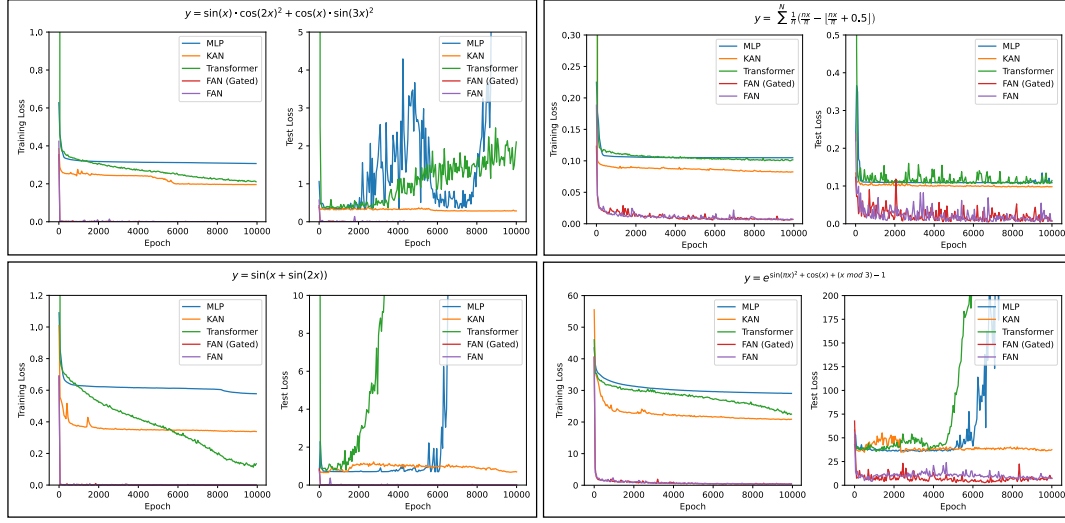 y = sin(x) · cos(2x)² + cos(x) · sin(3x)²
Training Loss
1,0
0,8
0,6
0,4
0,2
0,0
0 2000 4000 6000 8000 10000
Epoch
MLP
KAN
Transformer
FAN (Gated)
FAN
Test Loss
5
4
3
2
1
0
0 2000 4000 6000 8000 10000
Epoch
MLP
KAN
Transformer
FAN (Gated)
FAN
N
y = ∑ 1/n (nx/π − ⌊nx/π + 0.5⌋)
Training Loss
0,30
0,25
0,20
0,15
0,10
0,05
0,00
0 2000 4000 6000 8000 10000
Epoch
MLP
KAN
Transformer
FAN (Gated)
FAN
Test Loss
0,5
0,4
0,3
0,2
0,1
0,0
0 2000 4000 6000 8000 10000
Epoch
MLP
KAN
Transformer
FAN (Gated)
FAN
y = sin(x + sin(2x))
Training Loss
1,2
1,0
0,8
0,6
0,4
0,2
0,0
0 2000 4000 6000 8000 10000
Epoch
MLP
KAN
Transformer
FAN (Gated)
FAN
Test Loss
10
8
6
4
2
0
0 2000 4000 6000 8000 10000
Epoch
MLP
KAN
Transformer
FAN (Gated)
FAN
y = e^(sin(πx)² + cos(x) + (x mod 3) − 1)
Training Loss
60
50
40
30
20
10
0
0 2000 4000 6000 8000 10000
Epoch
MLP
KAN
Transformer
FAN (Gated)
FAN
Test Loss
200
175
150
125
100
75
50
25
0
0 2000 4000 6000 8000 10000
Epoch
MLP
KAN
Transformer
FAN (Gated)
FAN